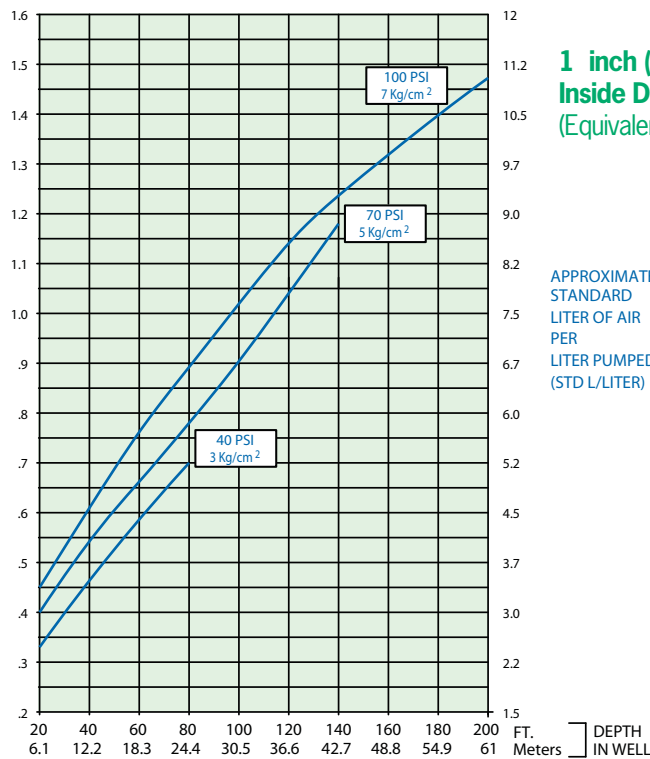 1.6
1.5
1.4
1.3
1.2
1.1
1.0
.9
.8
.7
.6
.5
.4
.3
.2
100 PSI
7 Kg/cm 2
70 PSI
5 Kg/cm 2
40 PSI
3 Kg/cm 2
12
11.2
10.5
9.7
9.0
8.2
7.5
6.7
6.0
5.2
4.5
3.7
3.0
2.2
1.5
1 inch (
Inside D
(Equivale
APPROXIMATE
STANDARD
LITER OF AIR
PER
LITER PUMPED
(STD L/LITER)
20 40 60 80 100 120 140 160 180 200 FT.
6.1 12.2 18.3 24.4 30.5 36.6 42.7 48.8 54.9 61 Meters
DEPTH
IN WELL